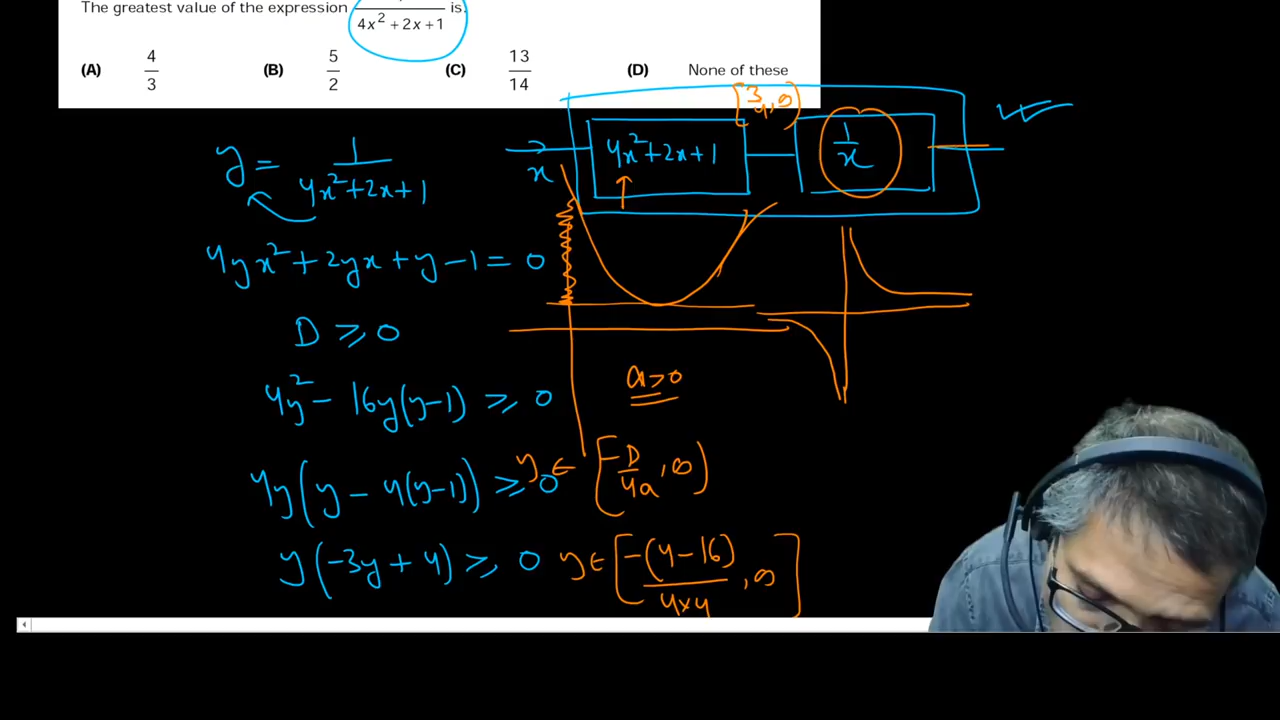 The greatest value of the expression 1/(4x² + 2x + 1) is
(A) 4/3 (B) 5/2 (C) 13/14 (D) None of these
[3/4, ∞)
x → 4x² + 2x + 1
1/x
y = 1/(4x² + 2x + 1)
4yx² + 2yx + y - 1 = 0
D ≥ 0
a > 0
4y² - 16y(y-1) ≥ 0
4y(y - 4(y-1)) ≥ 0
y ∈ [-D/4a, ∞)
y(-3y + 4) ≥ 0
y ∈ [-(4-16)/(4×4), ∞]